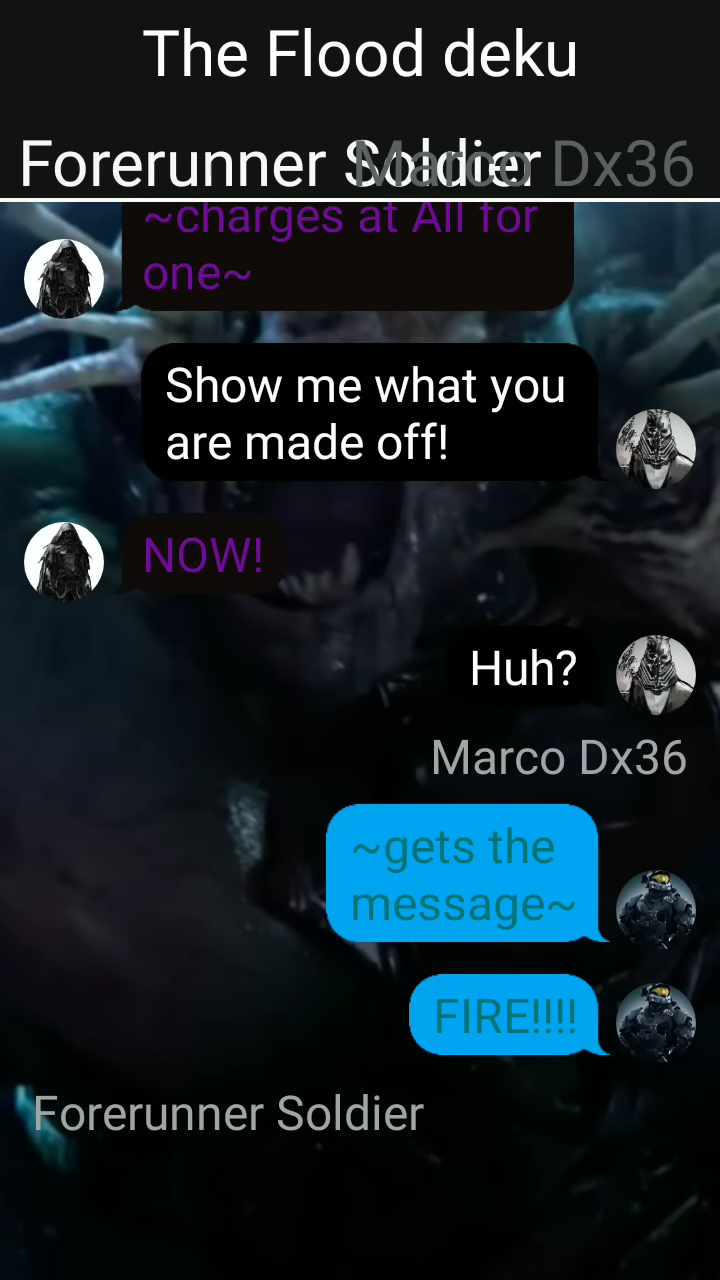 The Flood deku
Forerunner Soldier
Marco Dx36
~charges at All for
one~
Show me what you
are made off!
NOW!
Huh?
Marco Dx36
~gets the
message~
FIRE!!!!
Forerunner Soldier